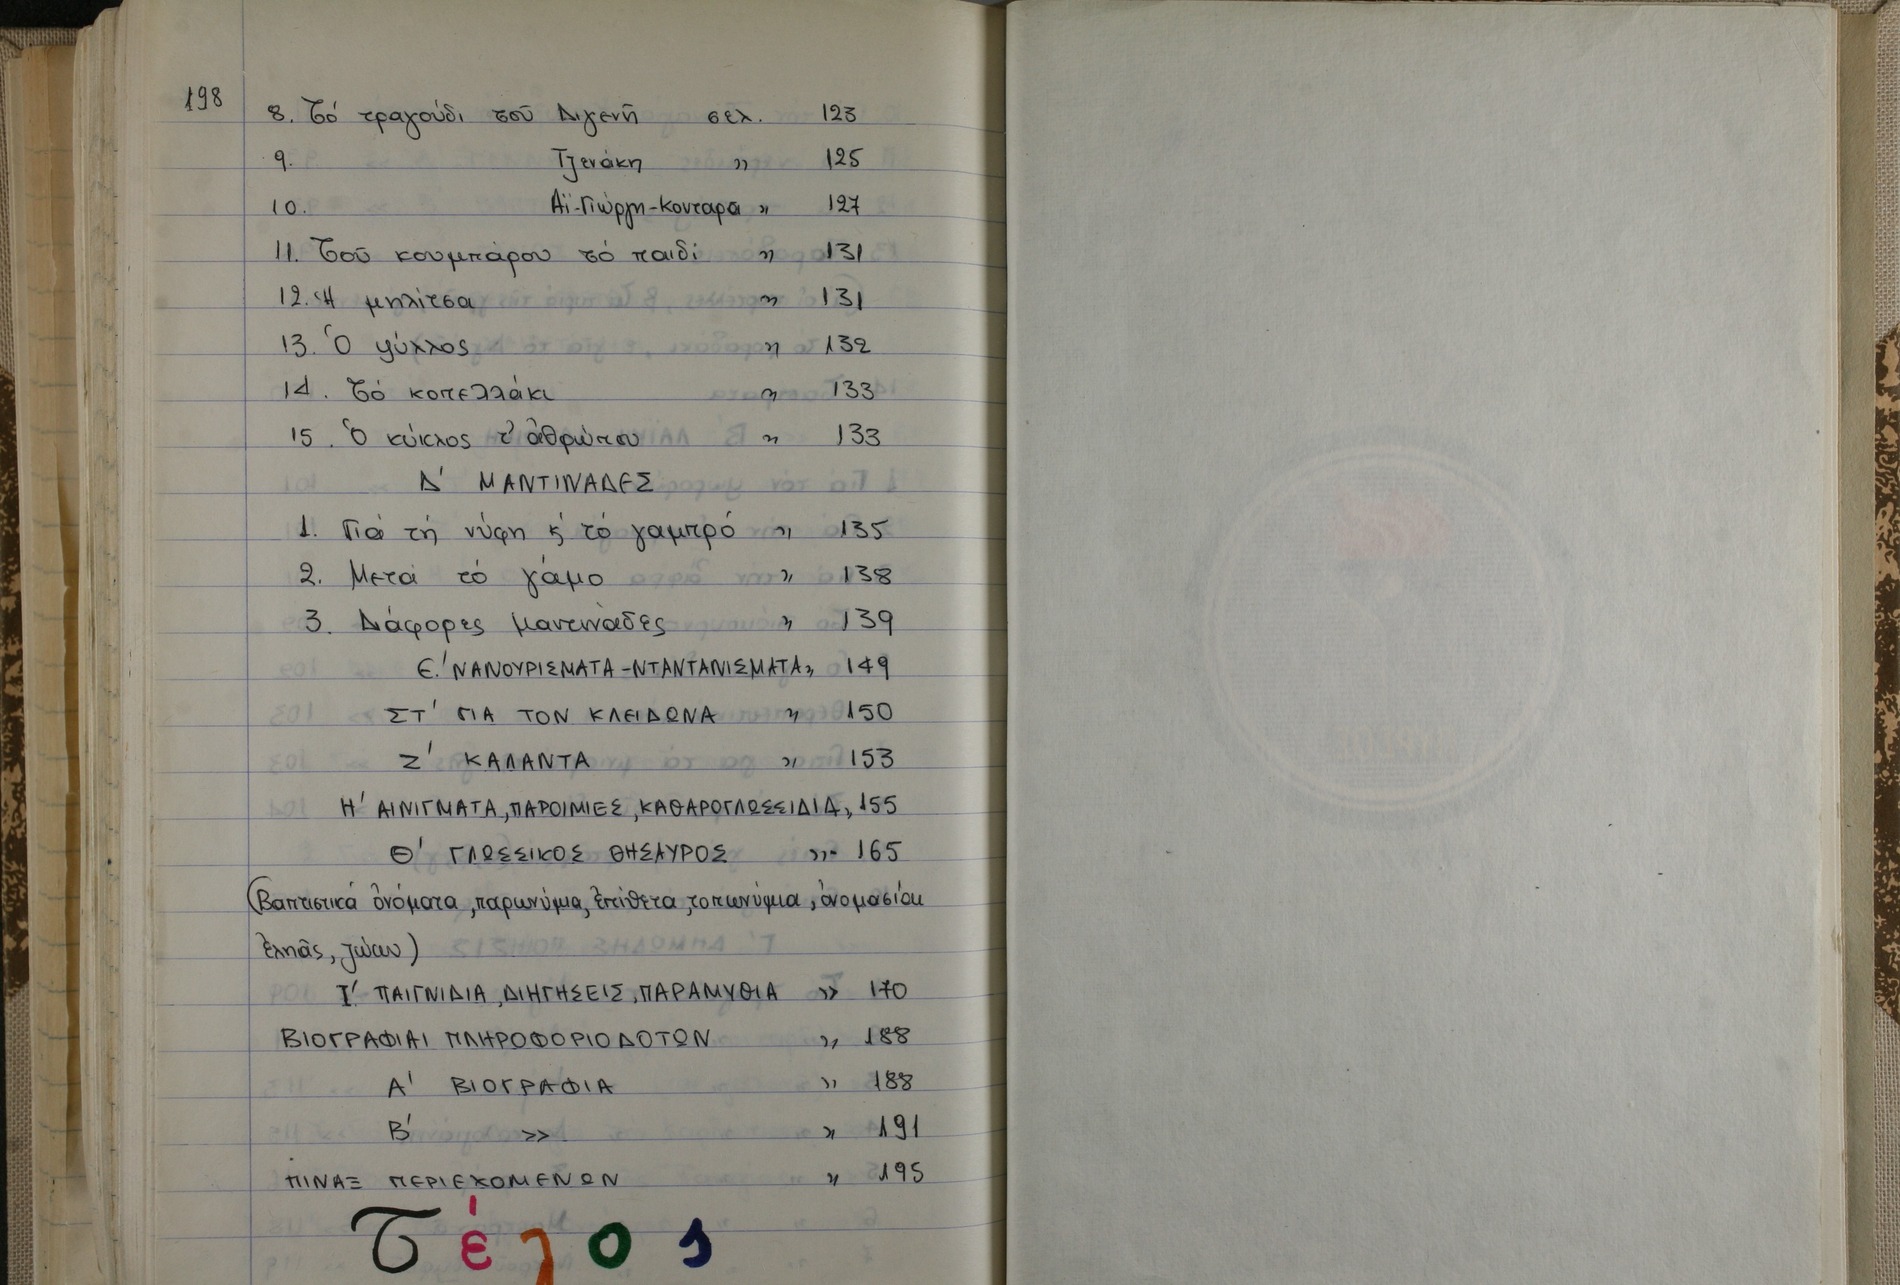 198
8. Τό τραγούδι τοῦ Διγενῆ σελ. 123
9. Τζενάκη " 125
10. Αϊ-Γιώργη-Κονταρά " 127
11. Τοῦ κουμπάρου τό παιδί " 131
12. Ἡ μηλίτσα " 131
13. Ὁ ψύλλος " 132
14. Τό κοπελλάκι " 133
15. Ὁ κύκλος τ' ἀθρώπου " 133
Δ' ΜΑΝΤΙΝΑΔΕΣ
1. Γιά τή νύφη κ' τό γαμπρό " 135
2. Μετά τό γάμο " 138
3. Διάφορες μαντινάδες " 139
Ε.' ΝΑΝΟΥΡΙΣΜΑΤΑ-ΝΤΑΝΤΑΝΙΣΜΑΤΑ " 149
ΣΤ' ΓΙΑ ΤΟΝ ΚΛΕΙΔΩΝΑ " 150
Ζ' ΚΑΛΑΝΤΑ " 153
Η' ΑΙΝΙΓΜΑΤΑ, ΠΑΡΟΙΜΙΕΣ, ΚΑΘΑΡΟΓΛΩΣΣΙΔΙΑ " 155
Θ' ΓΛΩΣΣΙΚΟΣ ΘΗΣΑΥΡΟΣ " 165
(Βαπτιστικά ὀνόματα, παρωνύμια, ἐπίθετα, τοπωνύμια, ὀνομασίαι
ἐληᾶς, ζώων)
Ι' ΠΑΙΓΝΙΔΙΑ, ΔΙΗΓΗΣΕΙΣ, ΠΑΡΑΜΥΘΙΑ » 170
ΒΙΟΓΡΑΦΙΑΙ ΠΛΗΡΟΦΟΡΙΟΔΟΤΩΝ " 188
Α' ΒΙΟΓΡΑΦΙΑ " 188
Β' » " 191
ΠΙΝΑΞ ΠΕΡΙΕΧΟΜΕΝΩΝ " 195
Τέλος